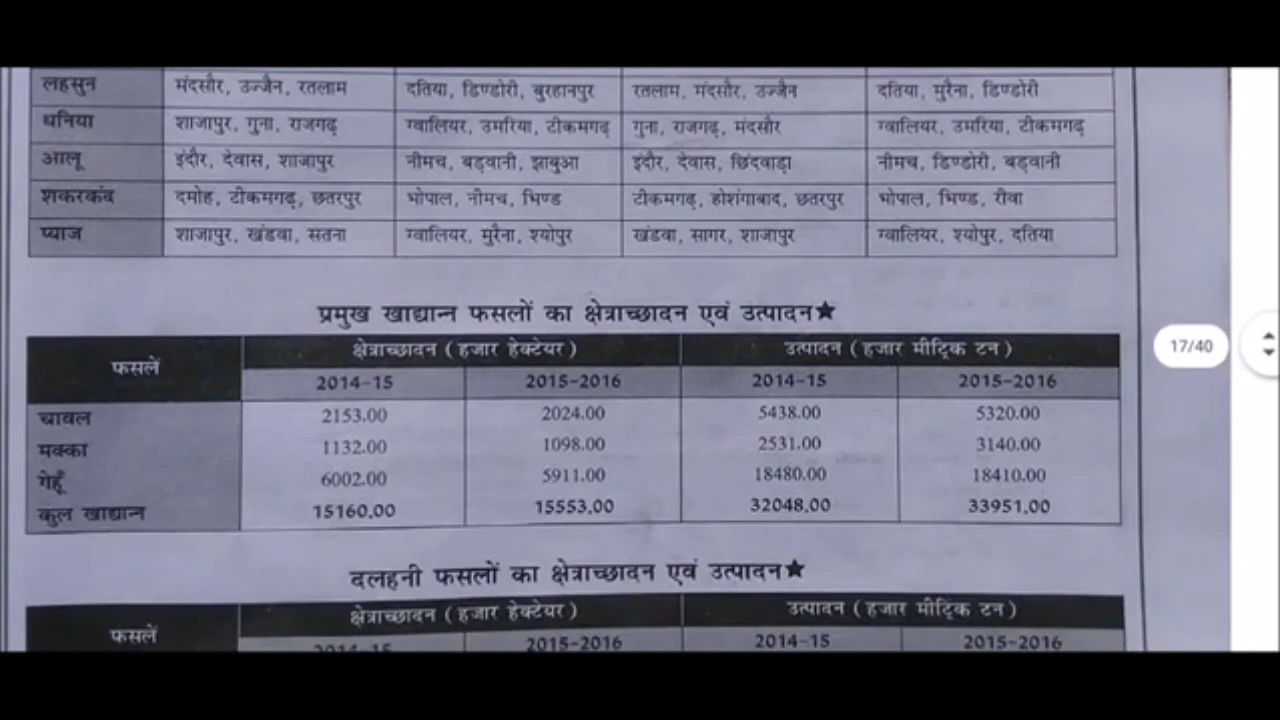 लहसुन मंदसौर, उज्जैन, रतलाम दतिया, डिण्डोरी, बुरहानपुर रतलाम, मंदसौर, उज्जैन दतिया, मुरैना, डिण्डोरी
धनिया शाजापुर, गुना, राजगढ़ ग्वालियर, उमरिया, टीकमगढ़ गुना, राजगढ़, मंदसौर ग्वालियर, उमरिया, टीकमगढ़
आलू इंदौर, देवास, शाजापुर नीमच, बड़वानी, झाबुआ इंदौर, देवास, छिंदवाड़ा नीमच, डिण्डोरी, बड़वानी
शकरकंद दमोह, टीकमगढ़, छतरपुर भोपाल, नीमच, भिण्ड टीकमगढ़, होशंगाबाद, छतरपुर भोपाल, भिण्ड, रीवा
प्याज शाजापुर, खंडवा, सतना ग्वालियर, मुरैना, श्योपुर खंडवा, सागर, शाजापुर ग्वालियर, श्योपुर, दतिया
प्रमुख खाद्यान्न फसलों का क्षेत्राच्छादन एवं उत्पादन★
फसलें क्षेत्राच्छादन (हजार हेक्टेयर) उत्पादन (हजार मीट्रिक टन)
2014-15 2015-2016 2014-15 2015-2016
चावल 2153.00 2024.00 5438.00 5320.00
मक्का 1132.00 1098.00 2531.00 3140.00
गेहूँ 6002.00 5911.00 18480.00 18410.00
कुल खाद्यान्न 15160.00 15553.00 32048.00 33951.00
दलहनी फसलों का क्षेत्राच्छादन एवं उत्पादन★
फसलें क्षेत्राच्छादन (हजार हेक्टेयर) उत्पादन (हजार मीट्रिक टन)
2014-15 2015-2016 2014-15 2015-2016
17/40